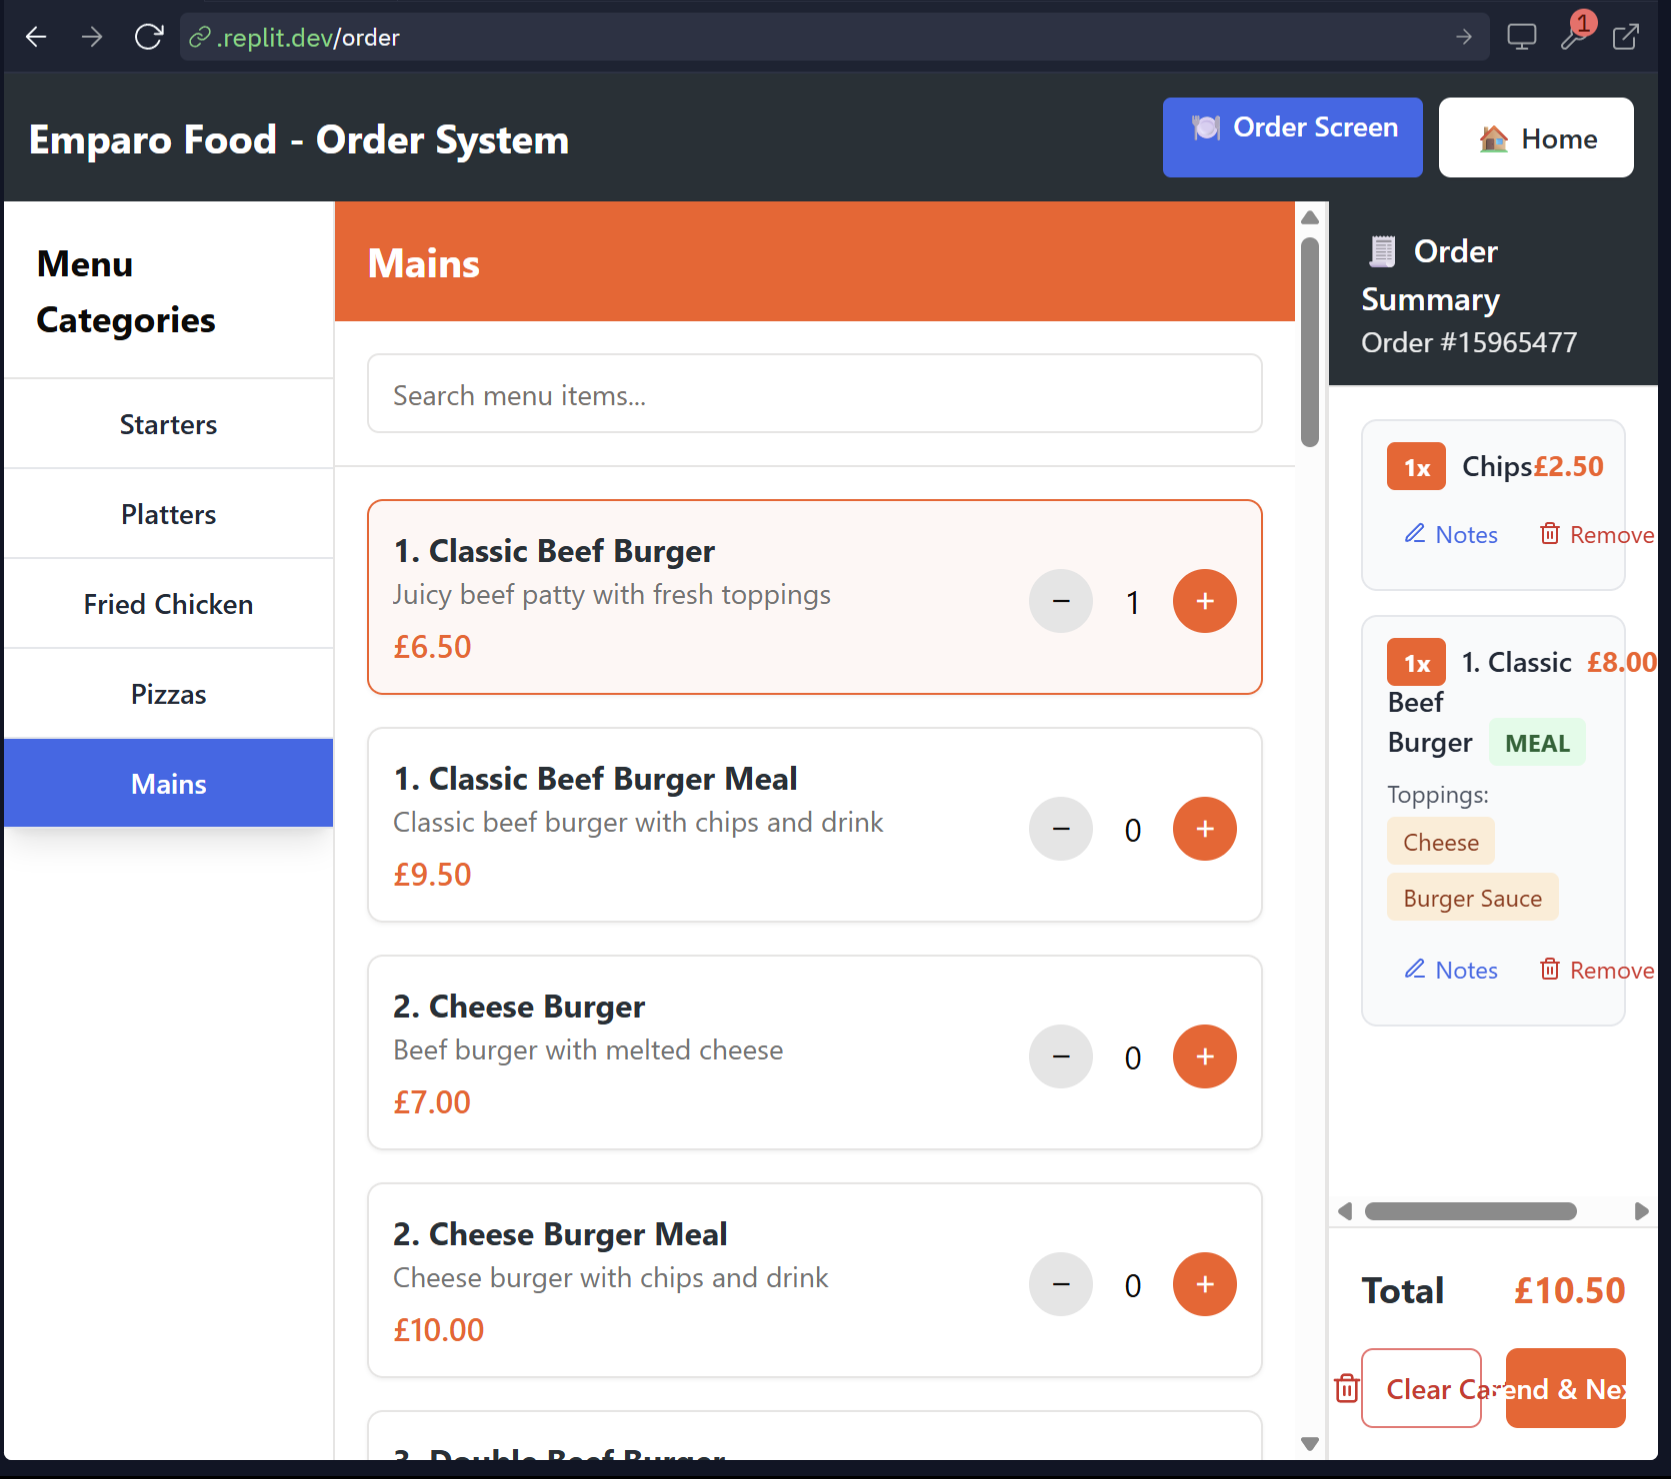 .replit.dev/order
1
Emparo Food - Order System
Order Screen
Home
Menu
Categories
Starters
Platters
Fried Chicken
Pizzas
Mains
Mains
Search menu items...
1. Classic Beef Burger
Juicy beef patty with fresh toppings
£6.50
− 1 +
1. Classic Beef Burger Meal
Classic beef burger with chips and drink
£9.50
− 0 +
2. Cheese Burger
Beef burger with melted cheese
£7.00
− 0 +
2. Cheese Burger Meal
Cheese burger with chips and drink
£10.00
− 0 +
3. Double Beef Burger
Order
Summary
Order #15965477
1x Chips £2.50
Notes Remove
1x 1. Classic £8.00
Beef
Burger MEAL
Toppings:
Cheese
Burger Sauce
Notes Remove
Total £10.50
Clear Ca end & Nex